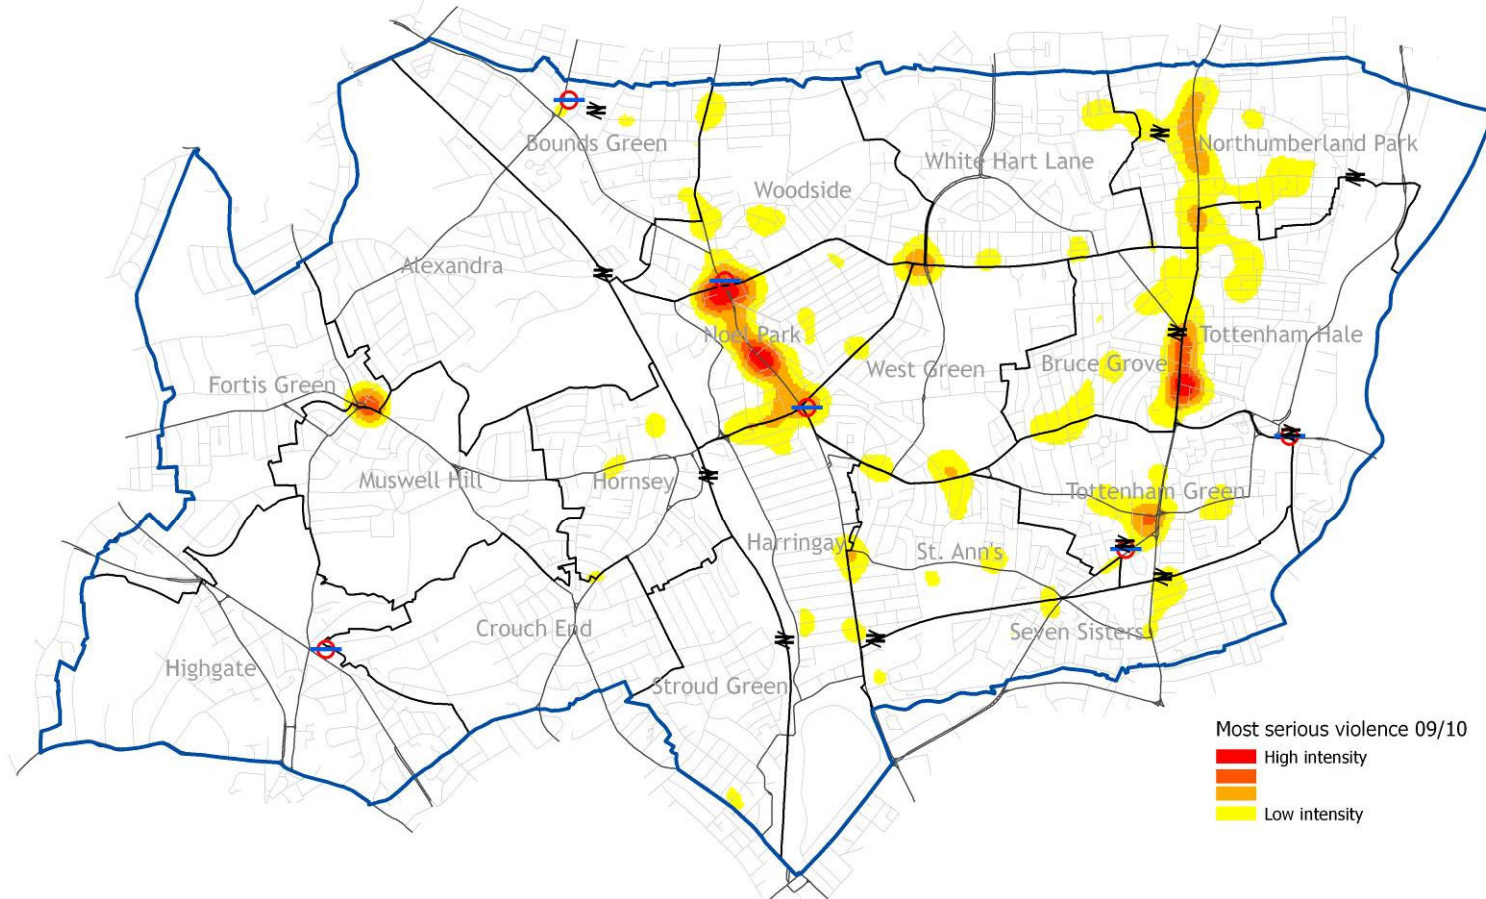 Bounds Green
Northumberland Park
White Hart Lane
Woodside
Alexandra
Noel Park
Tottenham Hale
West Green
Bruce Grove
Fortis Green
Muswell Hill
Hornsey
Tottenham Green
Harringay
St. Ann's
Crouch End
Seven Sisters
Highgate
Stroud Green
Most serious violence 09/10
High intensity
Low intensity